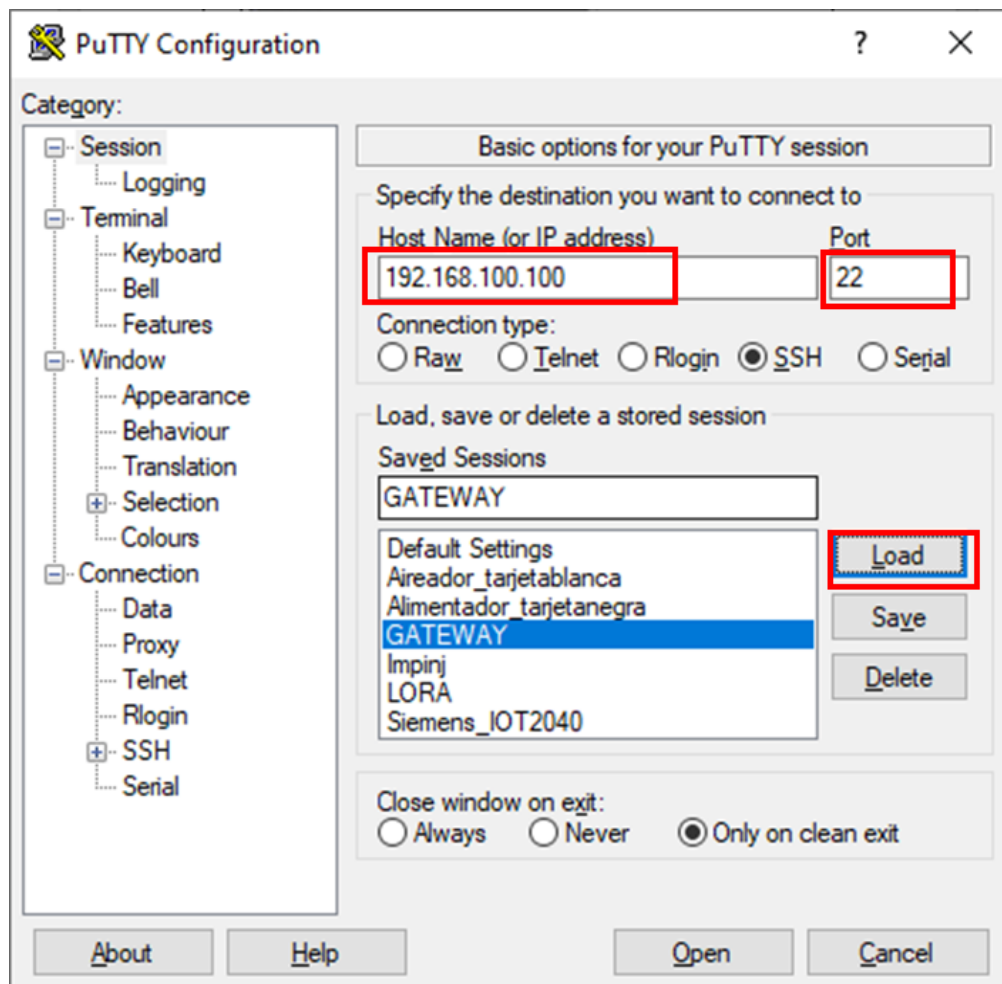 PuTTY Configuration ? ×
Category:
Session
Logging
Terminal
Keyboard
Bell
Features
Window
Appearance
Behaviour
Translation
Selection
Colours
Connection
Data
Proxy
Telnet
Rlogin
SSH
Serial
Basic options for your PuTTY session
Specify the destination you want to connect to
Host Name (or IP address) Port
192.168.100.100 22
Connection type:
Raw Telnet Rlogin SSH Serial
Load, save or delete a stored session
Saved Sessions
GATEWAY
Default Settings
Aireador_tarjetablanca
Alimentador_tarjetanegra
GATEWAY
Impinj
LORA
Siemens_IOT2040
Load
Save
Delete
Close window on exit:
Always Never Only on clean exit
About Help Open Cancel